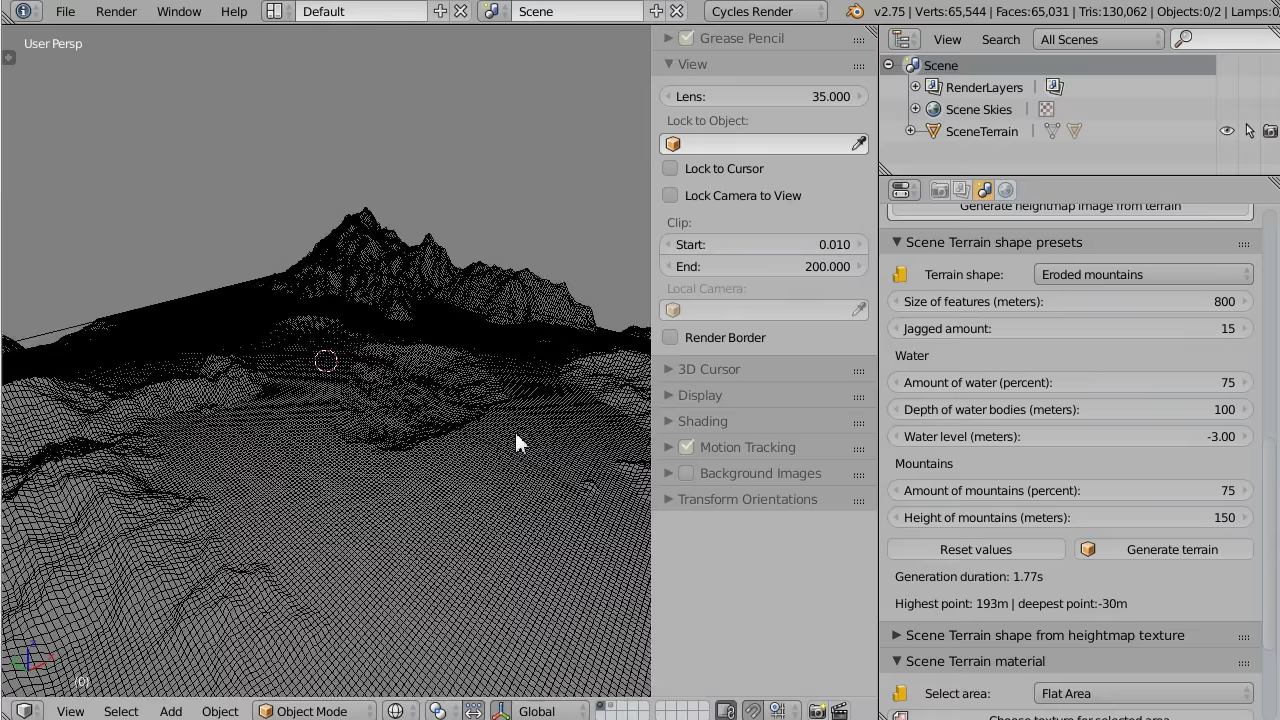 File Render Window Help Default Scene Cycles Render v2.75 | Verts:65,544 | Faces:65,031 | Tris:130,062 | Objects:0/2 | Lamps:0
User Persp
Grease Pencil
View
Lens: 35.000
Lock to Object:
Lock to Cursor
Lock Camera to View
Clip:
Start: 0.010
End: 200.000
Local Camera:
Render Border
3D Cursor
Display
Shading
Motion Tracking
Background Images
Transform Orientations
View Search All Scenes
Scene
RenderLayers
Scene Skies
SceneTerrain
Generate heightmap image from terrain
Scene Terrain shape presets
Terrain shape: Eroded mountains
Size of features (meters): 800
Jagged amount: 15
Water
Amount of water (percent): 75
Depth of water bodies (meters): 100
Water level (meters): -3.00
Mountains
Amount of mountains (percent): 75
Height of mountains (meters): 150
Reset values Generate terrain
Generation duration: 1.77s
Highest point: 193m | deepest point:-30m
Scene Terrain shape from heightmap texture
Scene Terrain material
Select area: Flat Area
Choose texture for selected area
(0)
View Select Add Object Object Mode Global